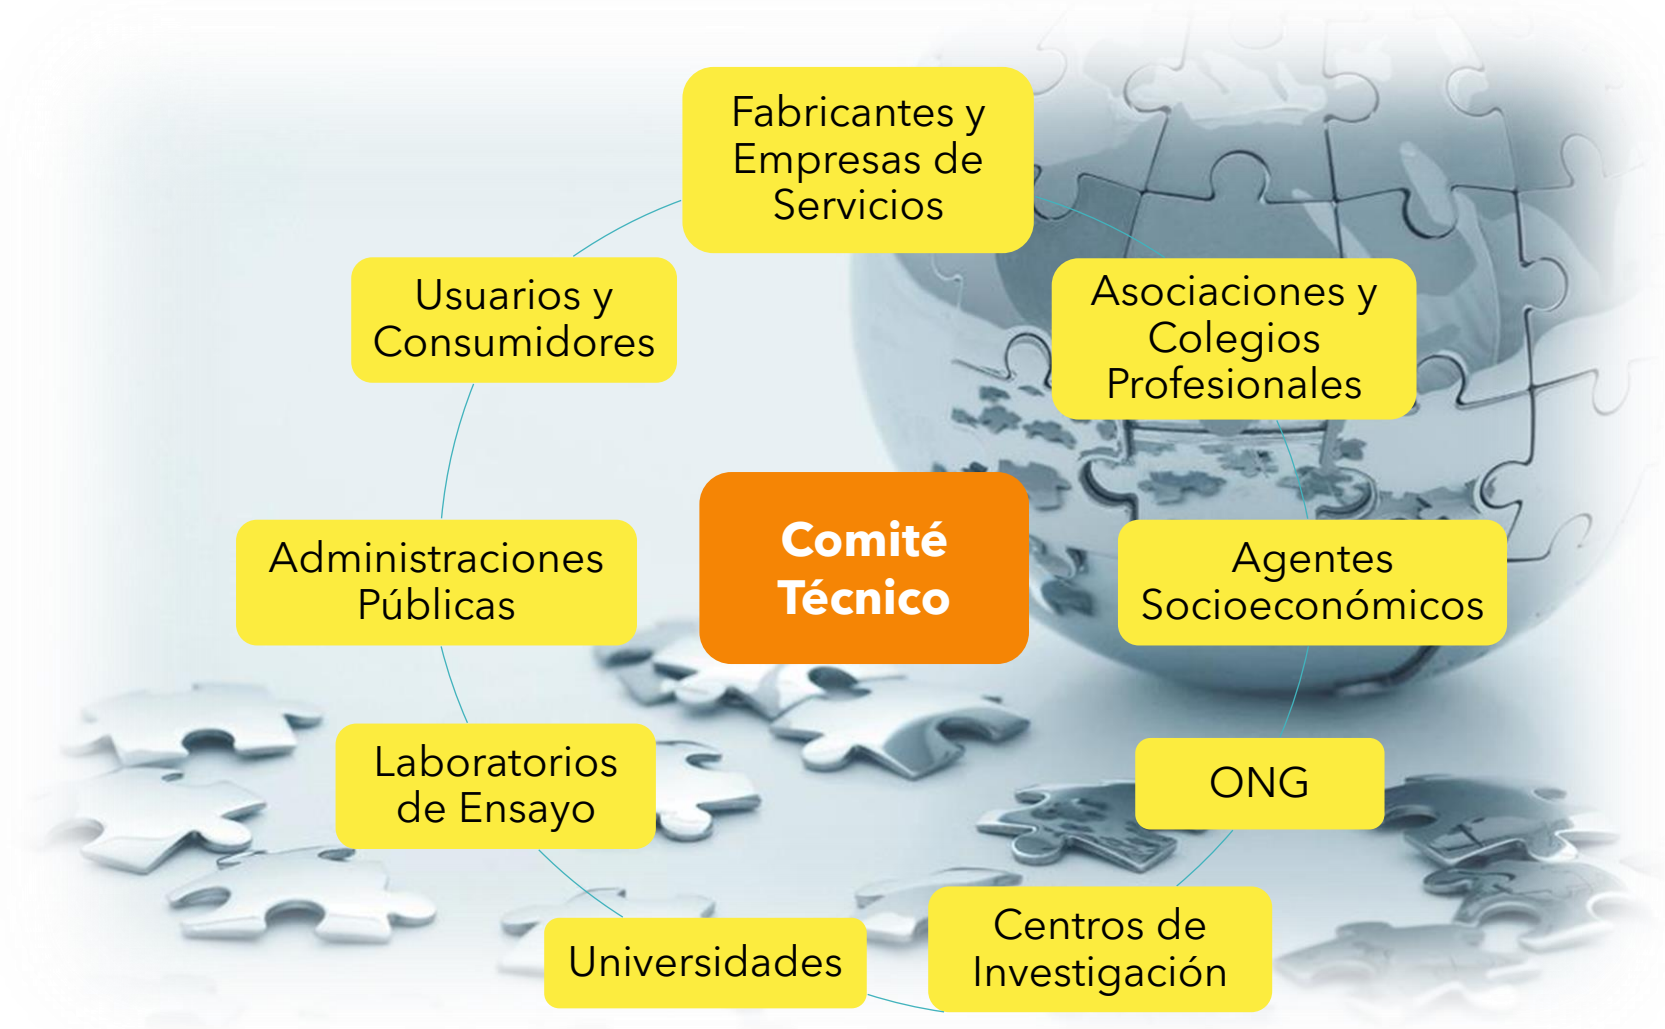 Fabricantes y
Empresas de
Servicios
Asociaciones y
Colegios
Profesionales
Agentes
Socioeconómicos
ONG
Centros de
Investigación
Universidades
Laboratorios
de Ensayo
Administraciones
Públicas
Usuarios y
Consumidores
Comité
Técnico